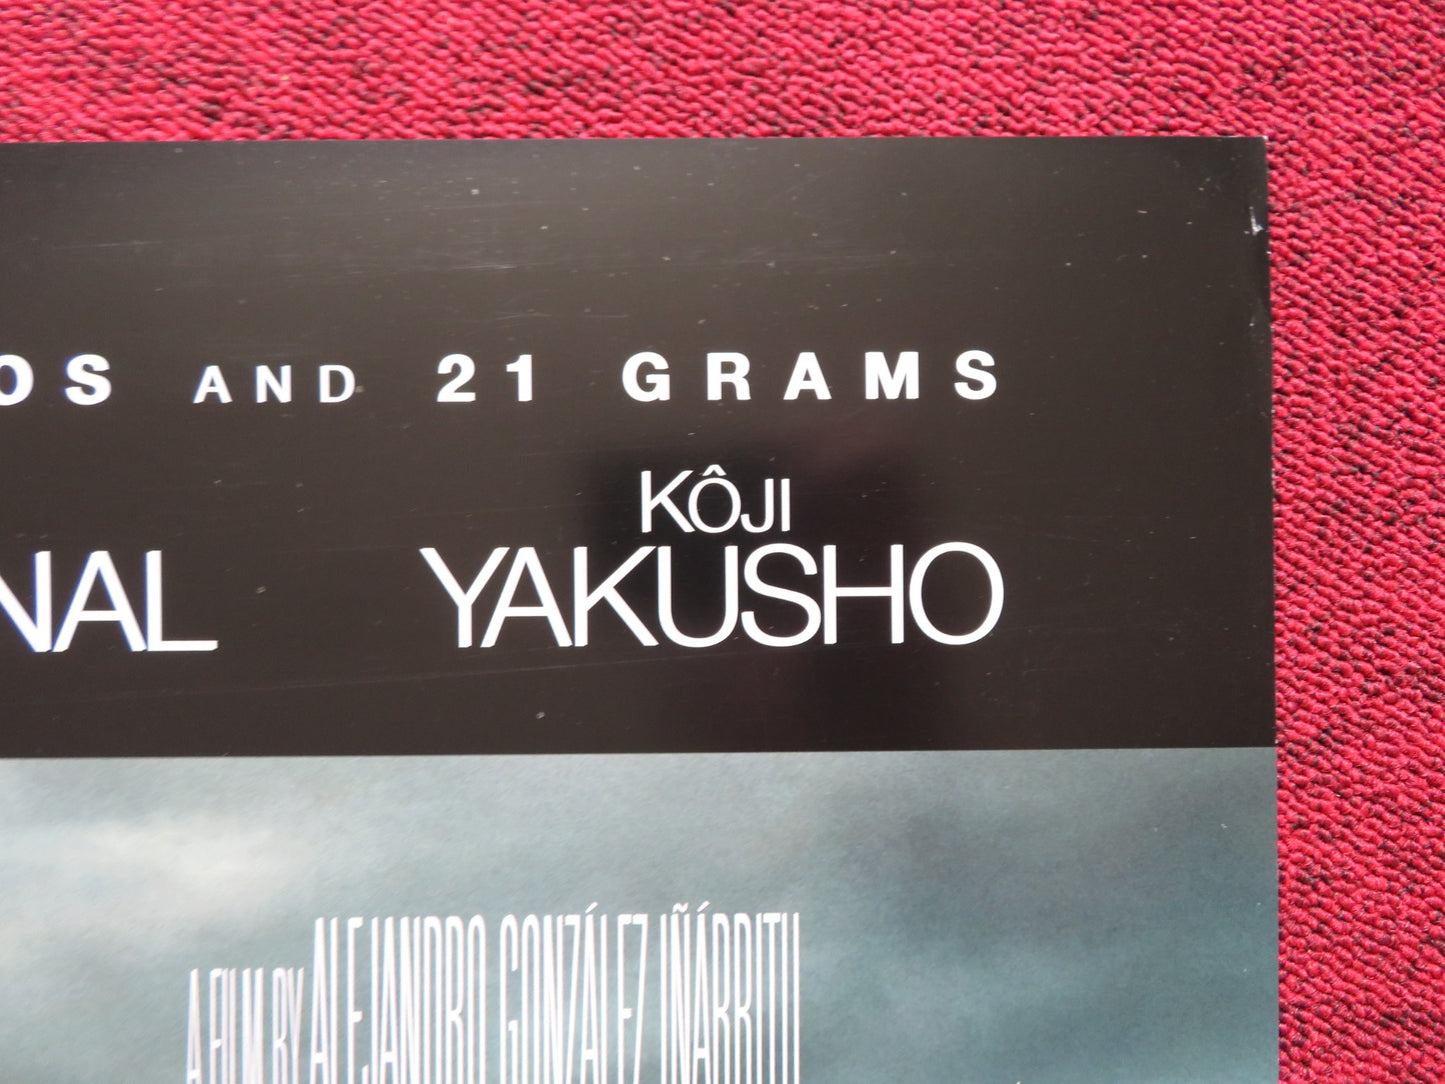 OS AND 21 GRAMS
KÔJI
NAL YAKUSHO
A FILM BY ALEJANDRO GONZÁLEZ IÑÁRRITU